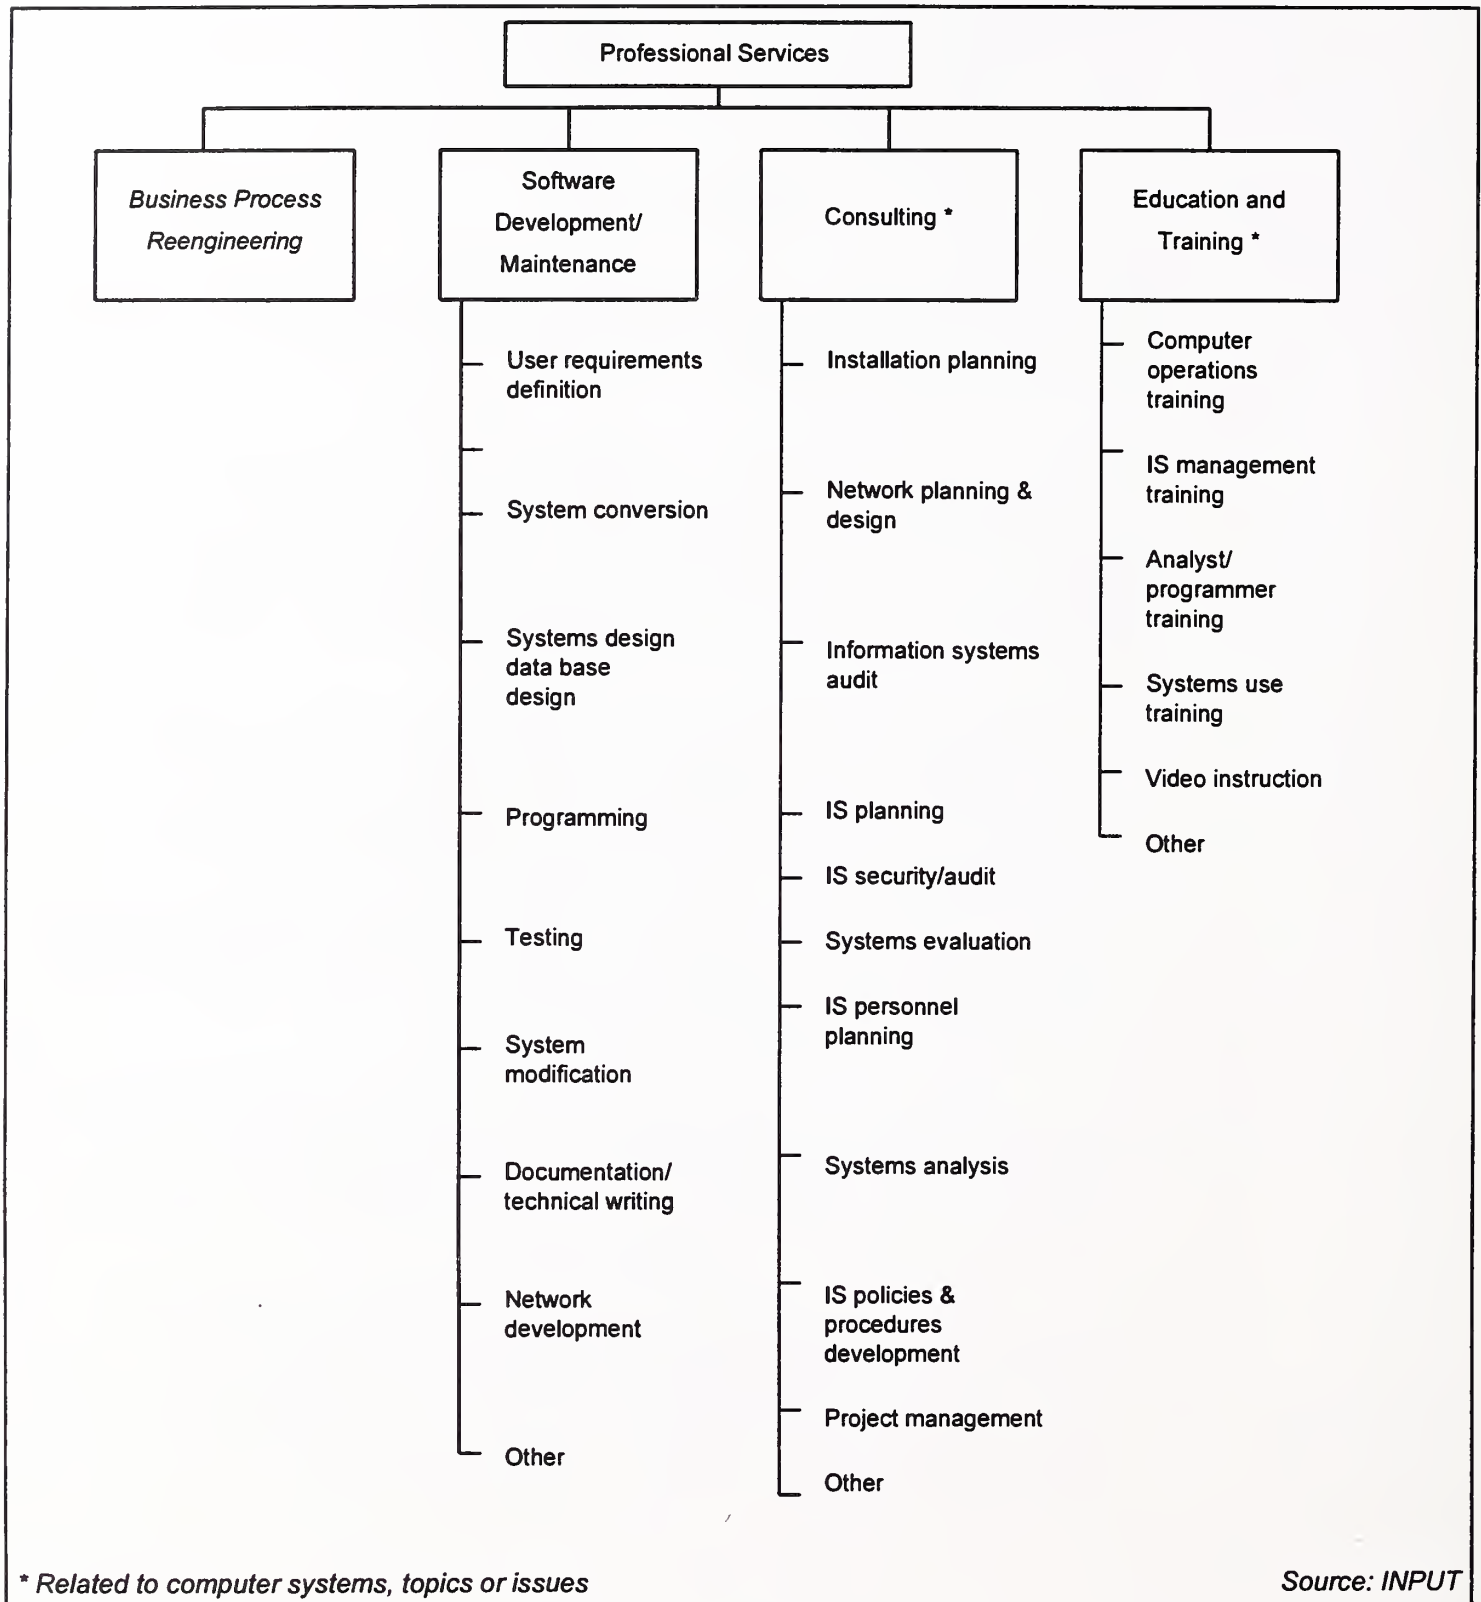 Professional Services
Business Process
Reengineering
Software
Development/
Maintenance
Consulting *
Education and
Training *
User requirements
definition
System conversion
Systems design
data base
design
Programming
Testing
System
modification
Documentation/
technical writing
Network
development
Other
Installation planning
Network planning &
design
Information systems
audit
IS planning
IS security/audit
Systems evaluation
IS personnel
planning
Systems analysis
IS policies &
procedures
development
Project management
Other
Computer
operations
training
IS management
training
Analyst/
programmer
training
Systems use
training
Video instruction
Other
* Related to computer systems, topics or issues
Source: INPUT